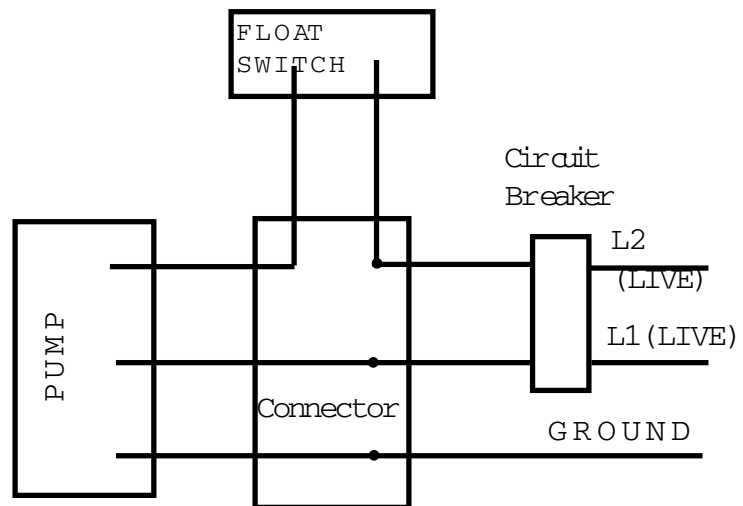 FLOAT
SWITCH
Circuit
Breaker
L2
(LIVE)
L1(LIVE)
PUMP
Connector
GROUND